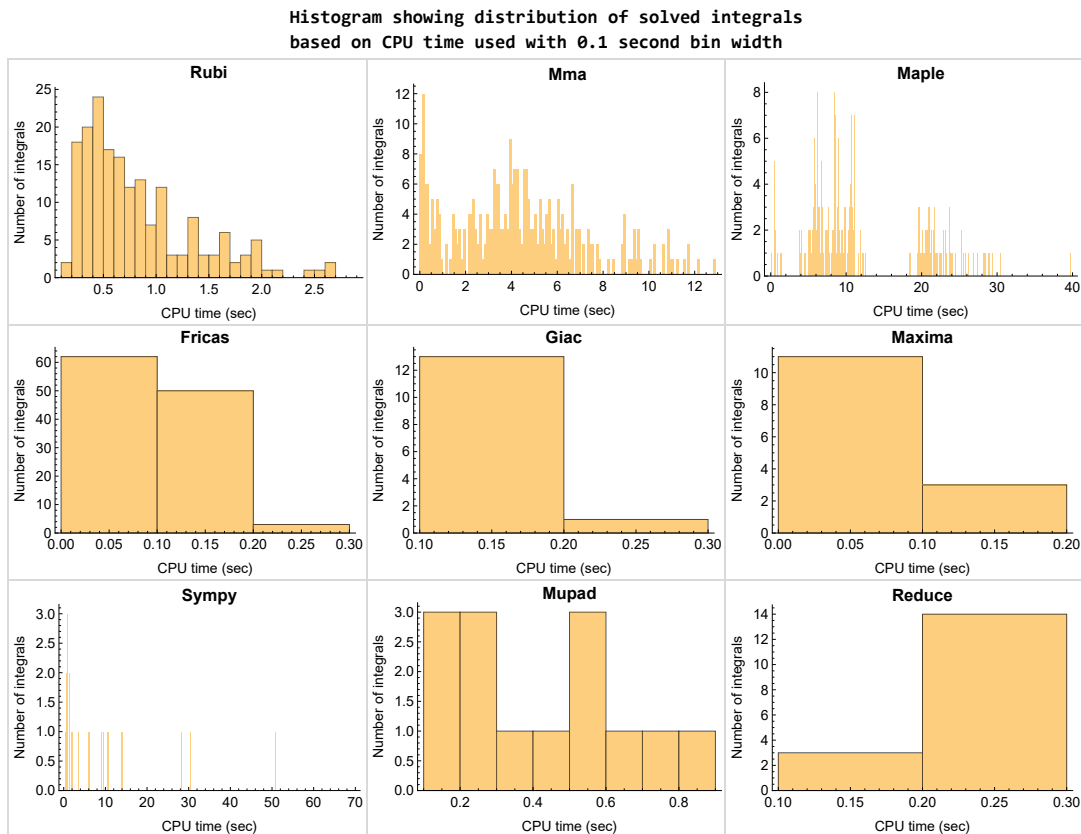 Histogram showing distribution of solved integrals
based on CPU time used with 0.1 second bin width
Rubi
Number of integrals
25
20
15
10
5
0
0.5 1.0 1.5 2.0 2.5
CPU time (sec)
Mma
Number of integrals
12
10
8
6
4
2
0
0 2 4 6 8 10 12
CPU time (sec)
Maple
Number of integrals
8
6
4
2
0
0 10 20 30 40
CPU time (sec)
Fricas
Number of integrals
60
50
40
30
20
10
0
0.00 0.05 0.10 0.15 0.20 0.25 0.30
CPU time (sec)
Giac
Number of integrals
12
10
8
6
4
2
0
0.10 0.15 0.20 0.25 0.30
CPU time (sec)
Maxima
Number of integrals
10
8
6
4
2
0
0.00 0.05 0.10 0.15 0.20
CPU time (sec)
Sympy
Number of integrals
3.0
2.5
2.0
1.5
1.0
0.5
0.0
0 10 20 30 40 50 60 70
CPU time (sec)
Mupad
Number of integrals
3.0
2.5
2.0
1.5
1.0
0.5
0.0
0.2 0.4 0.6 0.8
CPU time (sec)
Reduce
Number of integrals
14
12
10
8
6
4
2
0
0.10 0.15 0.20 0.25 0.30
CPU time (sec)